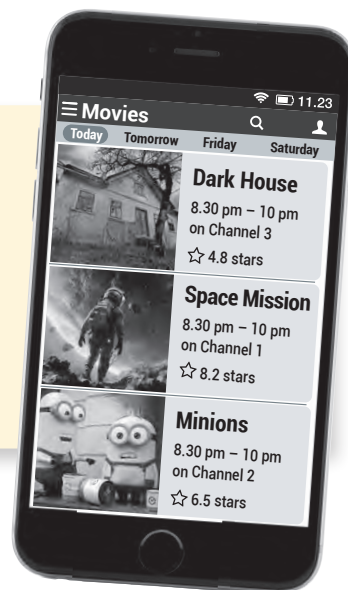 11.23
Movies
Today Tomorrow Friday Saturday
Dark House
8.30 pm – 10 pm
on Channel 3
4.8 stars
Space Mission
8.30 pm – 10 pm
on Channel 1
8.2 stars
Minions
8.30 pm – 10 pm
on Channel 2
6.5 stars